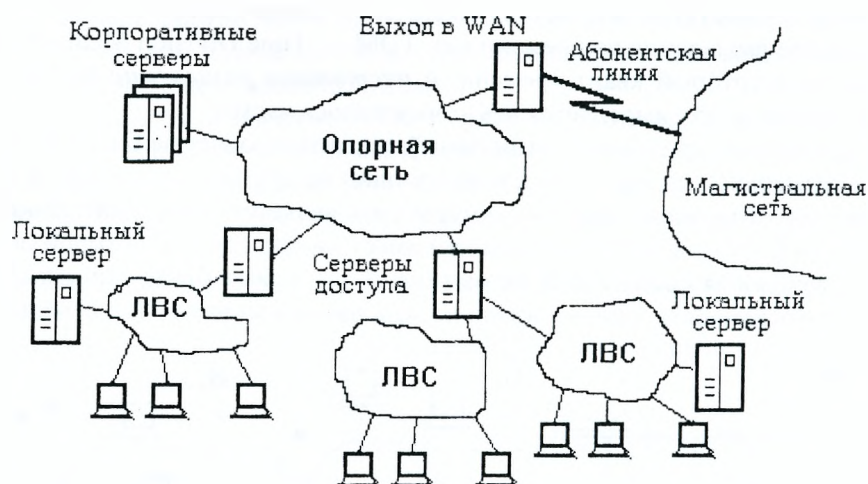 Корпоративные
серверы
Выход в WAN
Абонентская
линия
Опорная
сеть
Магистральная
сеть
Локальный
сервер
Серверы
доступа
Локальный
сервер
ЛВС
ЛВС
ЛВС